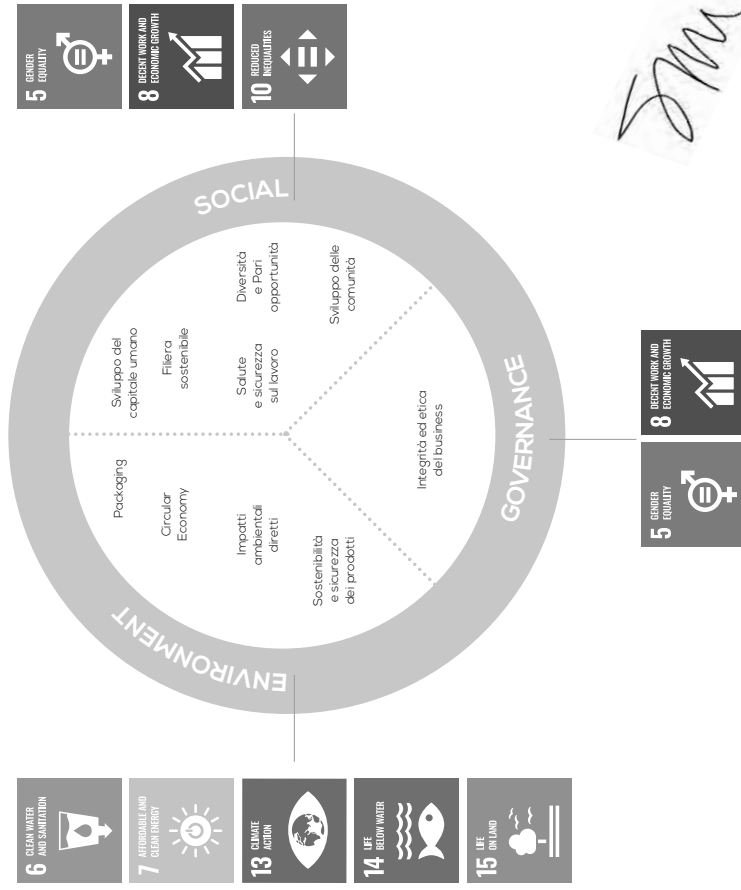 6 CLEAN WATER
AND SANITATION
7 AFFORDABLE AND
CLEAN ENERGY
13 CLIMATE
ACTION
14 LIFE
BELOW WATER
15 LIFE
ON LAND
ENVIRONMENT
Packaging
Circular
Economy
Impatti
ambientali
diretti
Sostenibilità
e sicurezza
dei prodotti
SOCIAL
Sviluppo del
capitale umano
Filiera
sostenibile
Salute
e sicurezza
sul lavoro
Diversità
e Pari
opportunità
Sviluppo delle
comunità
5 GENDER
EQUALITY
8 DECENT WORK AND
ECONOMIC GROWTH
10 REDUCED
INEQUALITIES
Integrità ed etica
del business
GOVERNANCE
5 GENDER
EQUALITY
8 DECENT WORK AND
ECONOMIC GROWTH